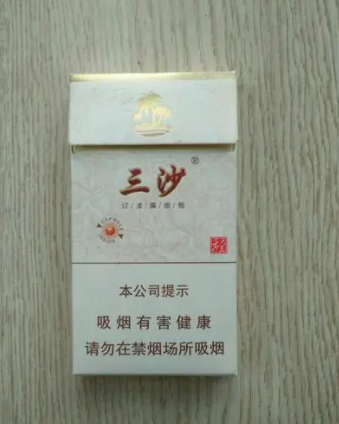 三沙®
本公司提示
吸烟有害健康
请勿在禁烟场所吸烟